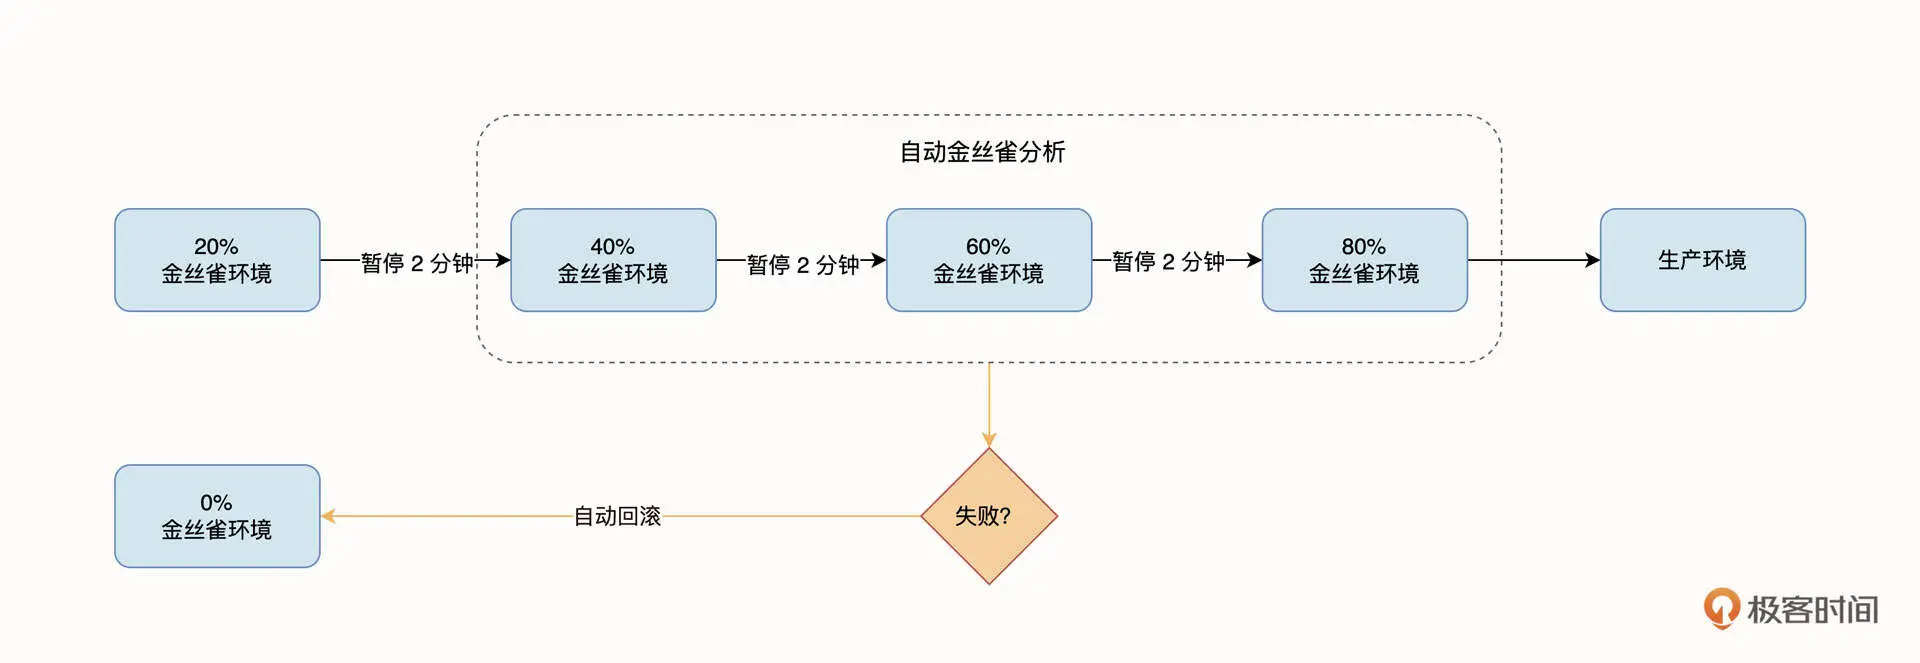 自动金丝雀分析
20%
金丝雀环境
暂停 2 分钟
40%
金丝雀环境
暂停 2 分钟
60%
金丝雀环境
暂停 2 分钟
80%
金丝雀环境
生产环境
0%
金丝雀环境
自动回滚
失败？
极客时间